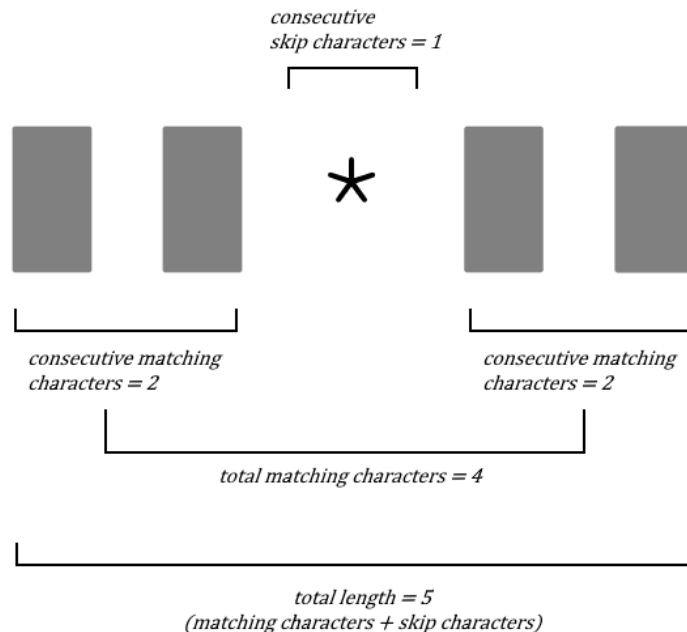 consecutive
skip characters = 1
*
consecutive matching
characters = 2
consecutive matching
characters = 2
total matching characters = 4
total length = 5
(matching characters + skip characters)